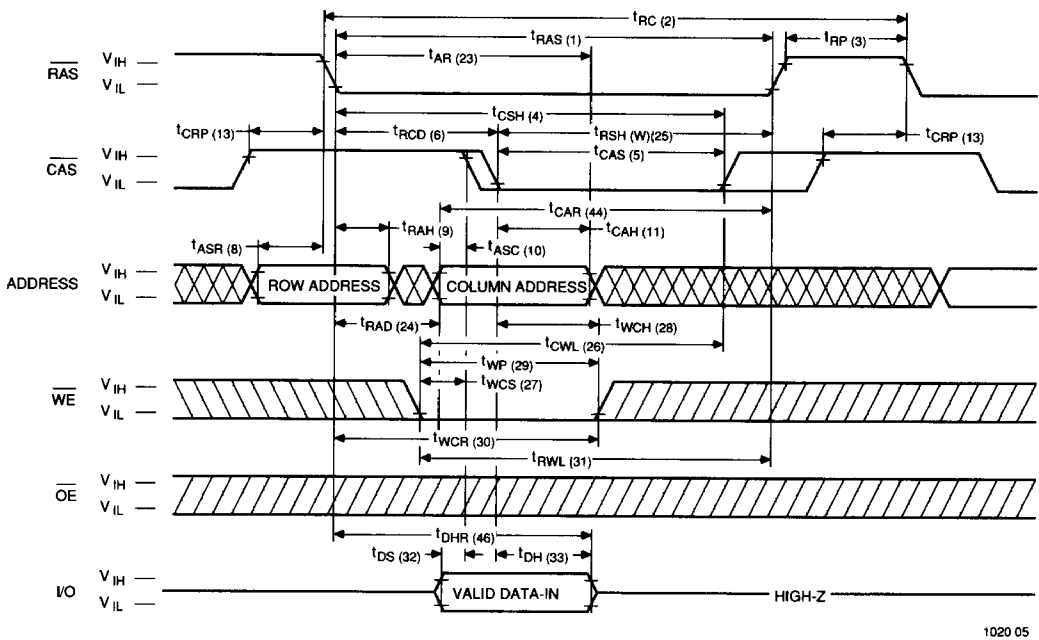 tRC (2)
tRAS (1)
tRP (3)
tAR (23)
RAS
VIH
VIL
tCSH (4)
tCRP (13)
tRCD (6)
tRSH (W)(25)
tCRP (13)
tCAS (5)
CAS
VIH
VIL
tCAR (44)
tRAH (9)
tCAH (11)
tASR (8)
tASC (10)
ADDRESS
VIH
VIL
ROW ADDRESS
COLUMN ADDRESS
tRAD (24)
tWCH (28)
tCWL (26)
tWP (29)
tWCS (27)
WE
VIH
VIL
tWCR (30)
tRWL (31)
OE
VIH
VIL
tDHR (46)
tDS (32)
tDH (33)
I/O
VIH
VIL
VALID DATA-IN
HIGH-Z
1020 05